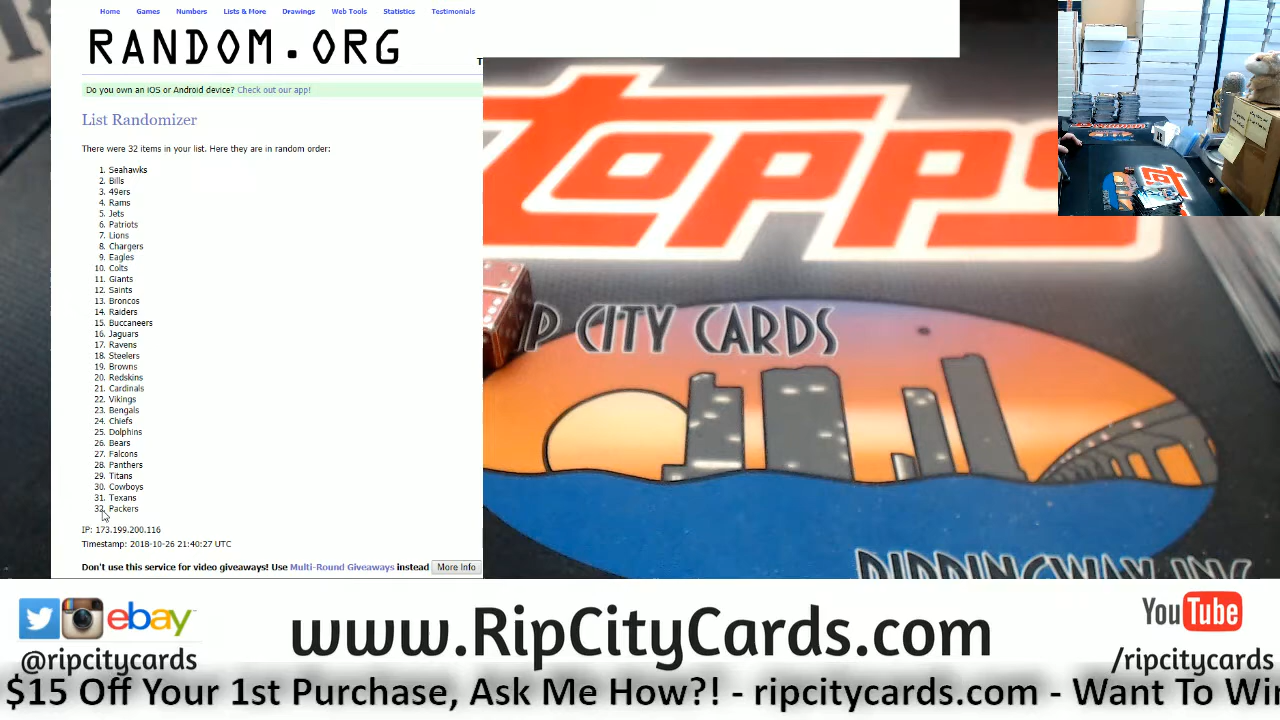 Home Games Numbers Lists & More Drawings Web Tools Statistics Testimonials
RANDOM.ORG
T
Do you own an iOS or Android device? Check out our app!
List Randomizer
There were 32 items in your list. Here they are in random order:
1. Seahawks
2. Bills
3. 49ers
4. Rams
5. Jets
6. Patriots
7. Lions
8. Chargers
9. Eagles
10. Colts
11. Giants
12. Saints
13. Broncos
14. Raiders
15. Buccaneers
16. Jaguars
17. Ravens
18. Steelers
19. Browns
20. Redskins
21. Cardinals
22. Vikings
23. Bengals
24. Chiefs
25. Dolphins
26. Bears
27. Falcons
28. Panthers
29. Titans
30. Cowboys
31. Texans
32. Packers
IP: 173.199.200.116
Timestamp: 2018-10-26 21:40:27 UTC
Don't use this service for video giveaways! Use Multi-Round Giveaways instead More Info
topps
IP CITY CARDS
RIPPINGWAX INC
ebay
@ripcitycards
www.RipCityCards.com
YouTube
/ripcitycards
$15 Off Your 1st Purchase, Ask Me How?! - ripcitycards.com - Want To Win